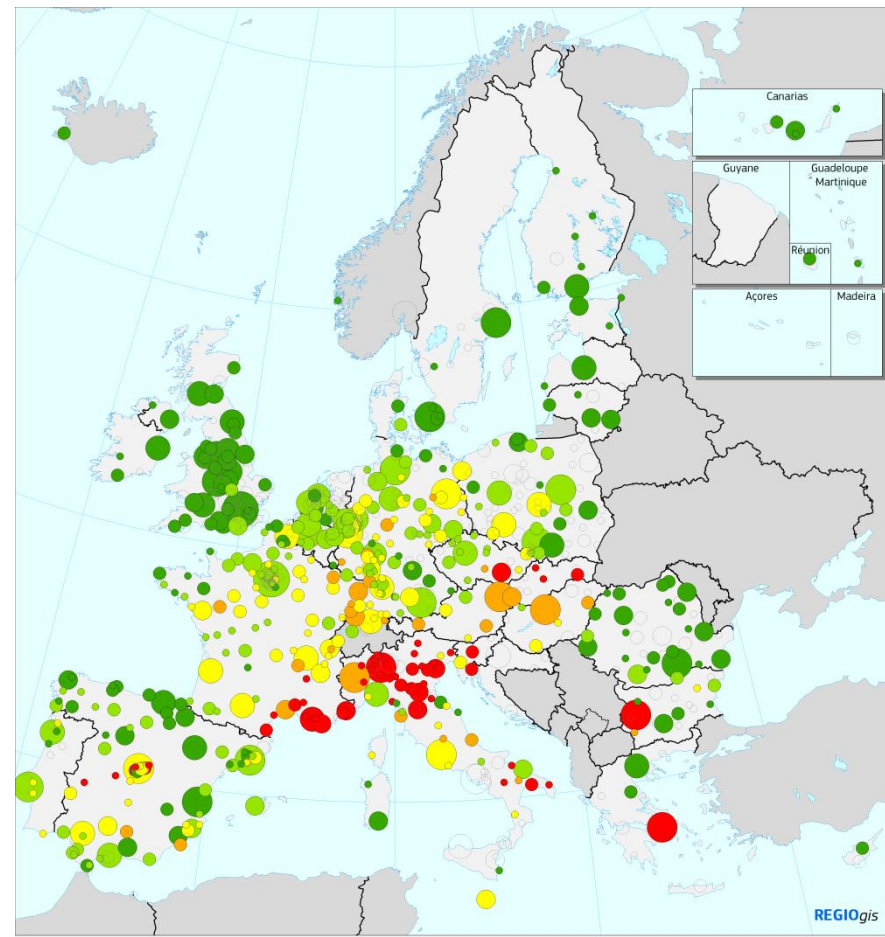 Canarias
Guyane
Guadeloupe
Martinique
Réunion
Açores
Madeira
REGIOgis